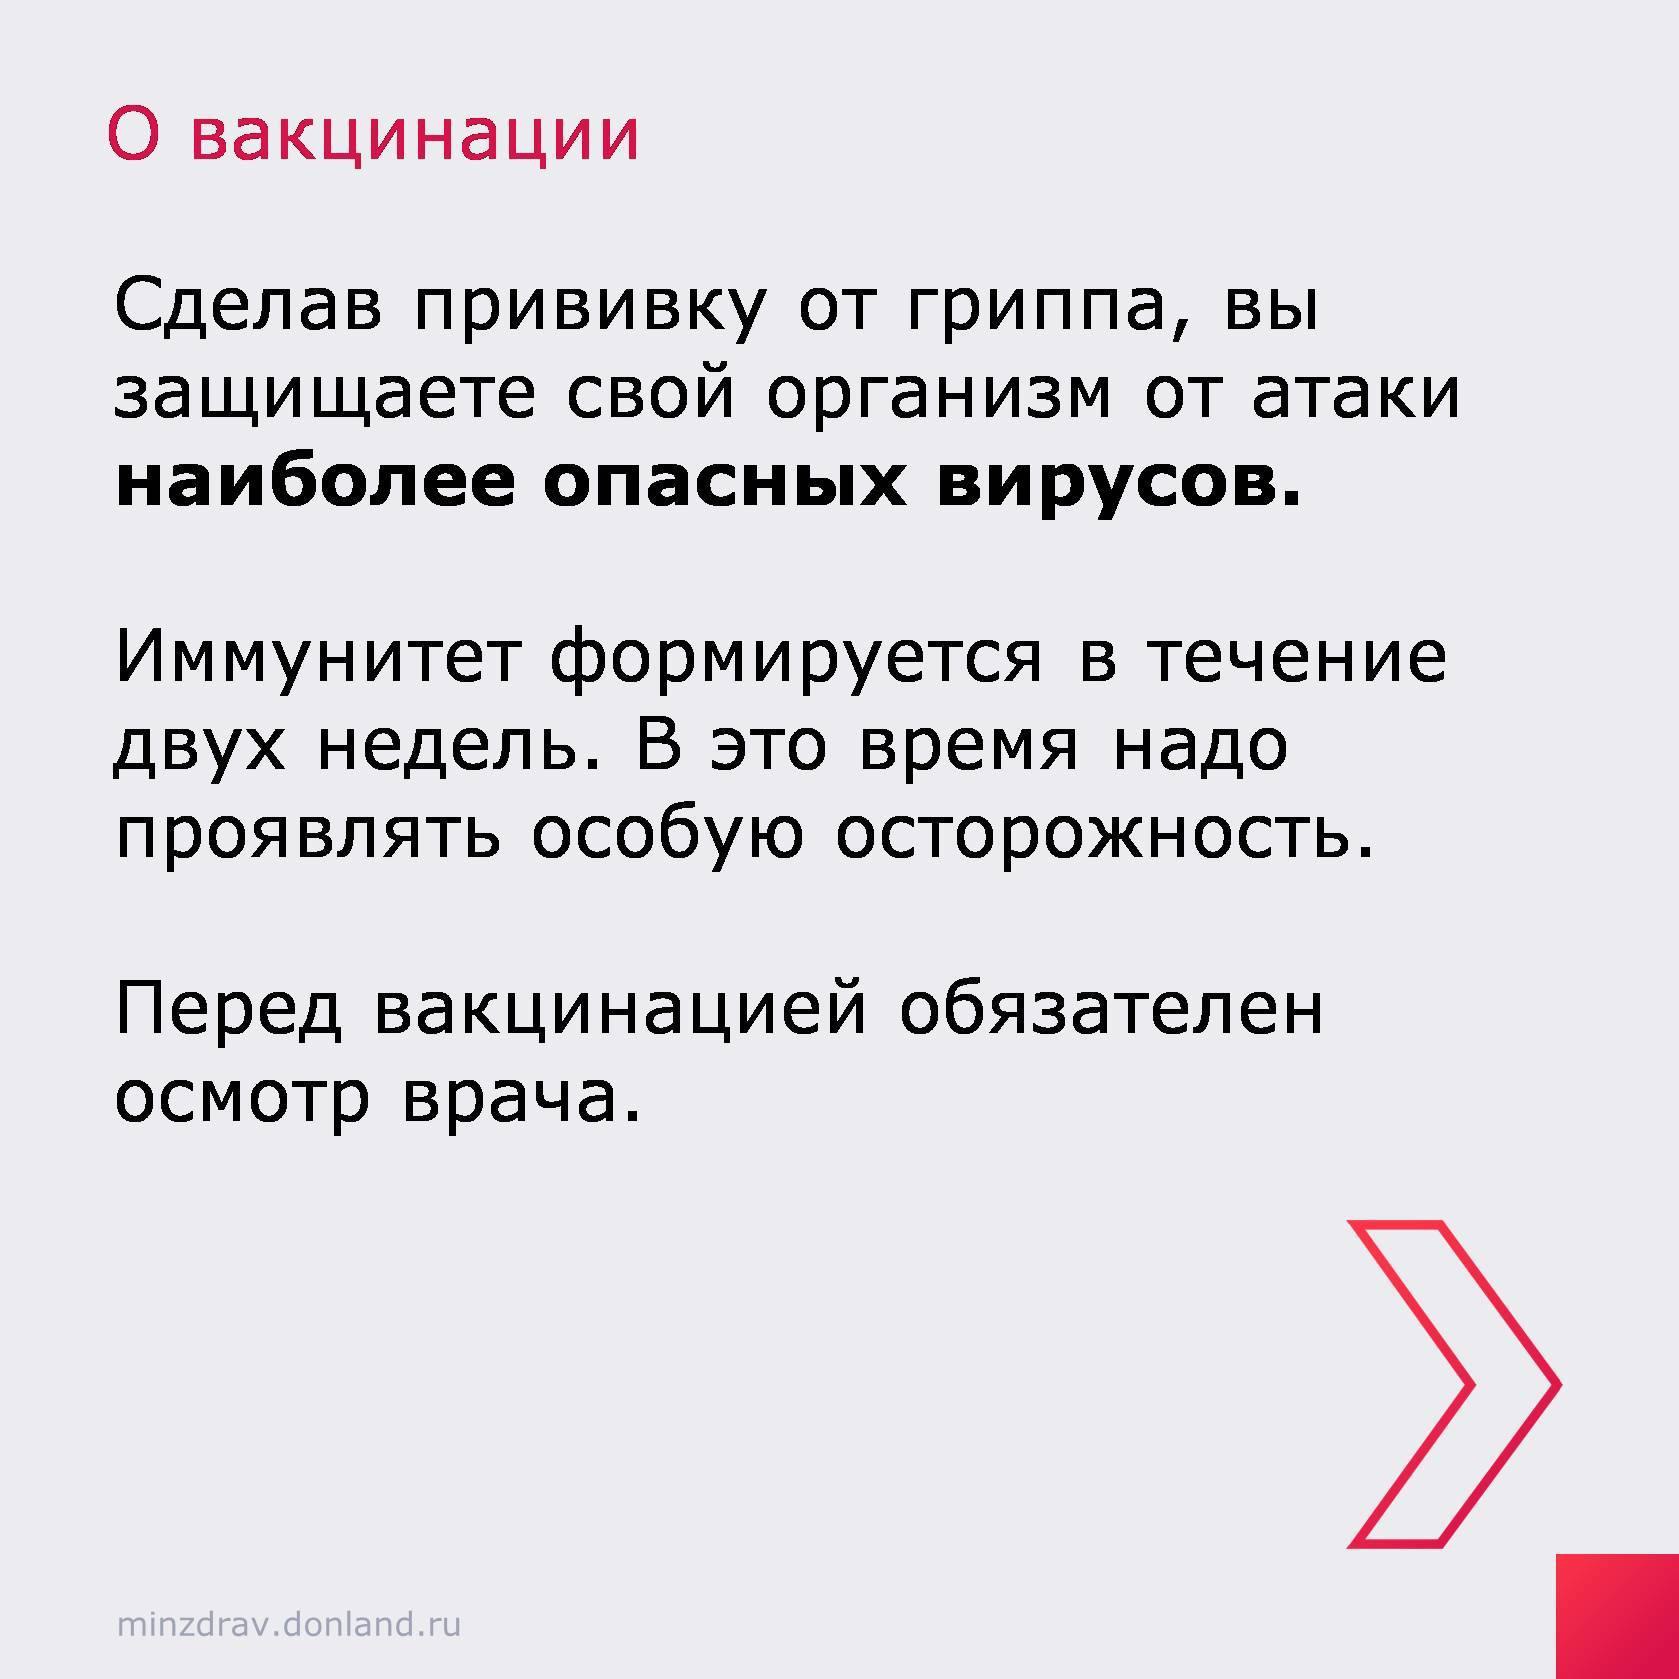 О вакцинации
Сделав прививку от гриппа, вы
защищаете свой организм от атаки
наиболее опасных вирусов.
Иммунитет формируется в течение
двух недель. В это время надо
проявлять особую осторожность.
Перед вакцинацией обязателен
осмотр врача.
minzdrav.donland.ru